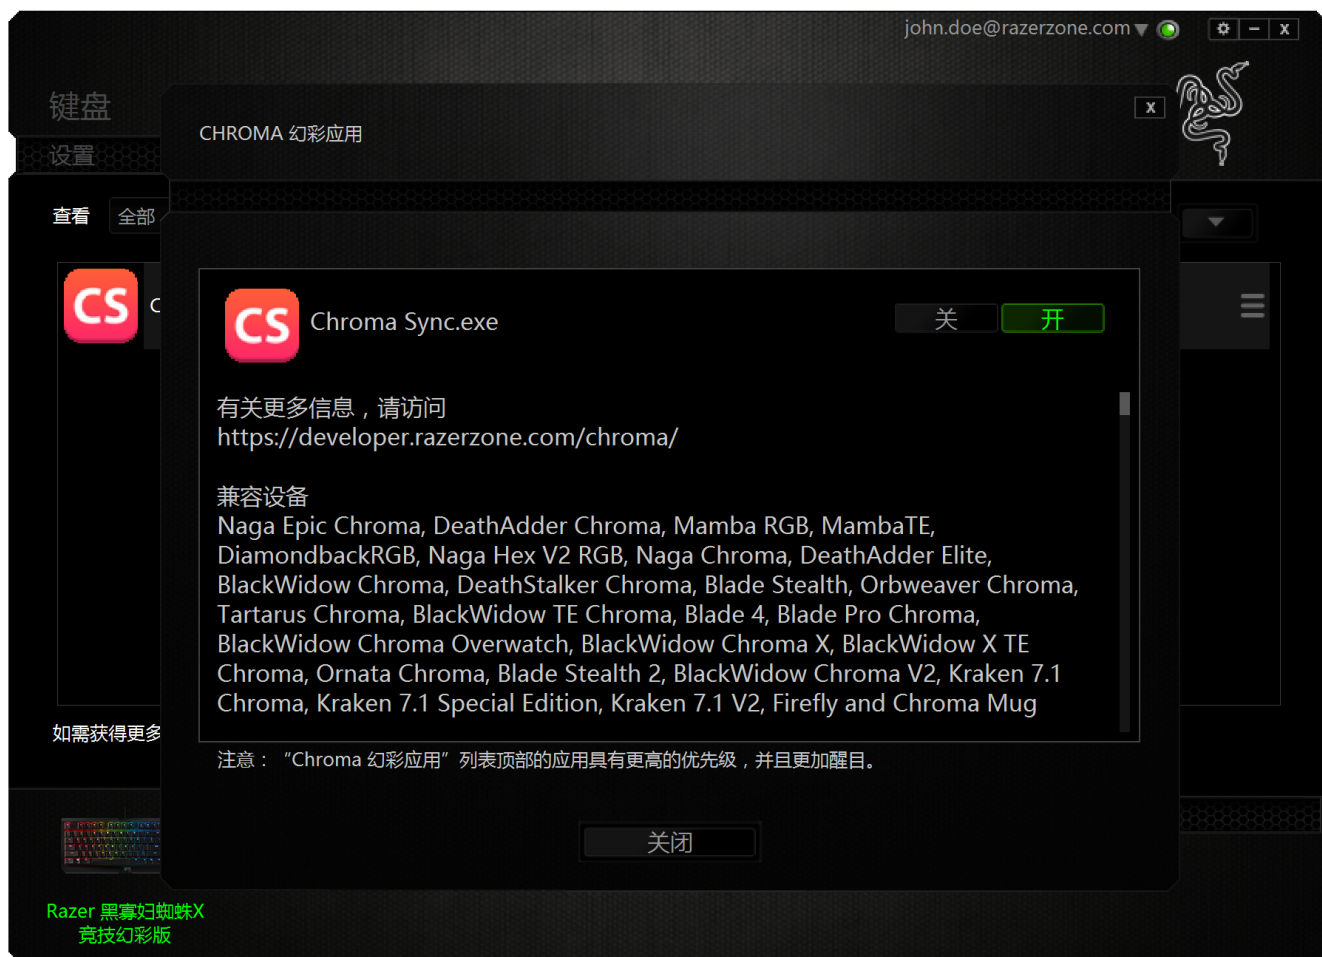 john.doe@razerzone.com
键盘
CHROMA 幻彩应用
设置
查看 全部
CS
CS
Chroma Sync.exe
关
开
有关更多信息，请访问
https://developer.razerzone.com/chroma/
兼容设备
Naga Epic Chroma, DeathAdder Chroma, Mamba RGB, MambaTE,
DiamondbackRGB, Naga Hex V2 RGB, Naga Chroma, DeathAdder Elite,
BlackWidow Chroma, DeathStalker Chroma, Blade Stealth, Orbweaver Chroma,
Tartarus Chroma, BlackWidow TE Chroma, Blade 4, Blade Pro Chroma,
BlackWidow Chroma Overwatch, BlackWidow Chroma X, BlackWidow X TE
Chroma, Ornata Chroma, Blade Stealth 2, BlackWidow Chroma V2, Kraken 7.1
Chroma, Kraken 7.1 Special Edition, Kraken 7.1 V2, Firefly and Chroma Mug
如需获得更多
注意：“Chroma 幻彩应用”列表顶部的应用具有更高的优先级，并且更加醒目。
关闭
Razer 黑寡妇蜘蛛X
竞技幻彩版